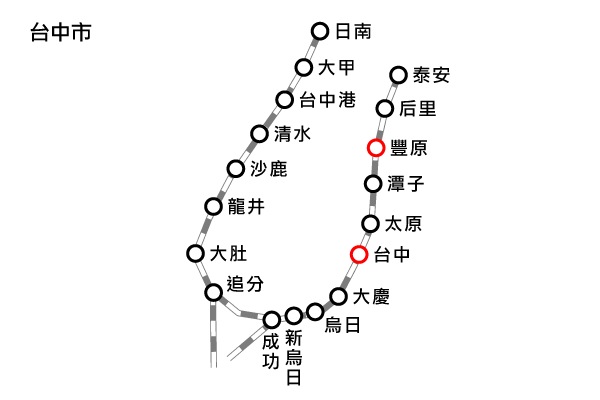 台中市
日南
大甲
台中港
清水
沙鹿
龍井
大肚
追分
泰安
后里
豐原
潭子
太原
台中
大慶
烏日
新烏日
成功